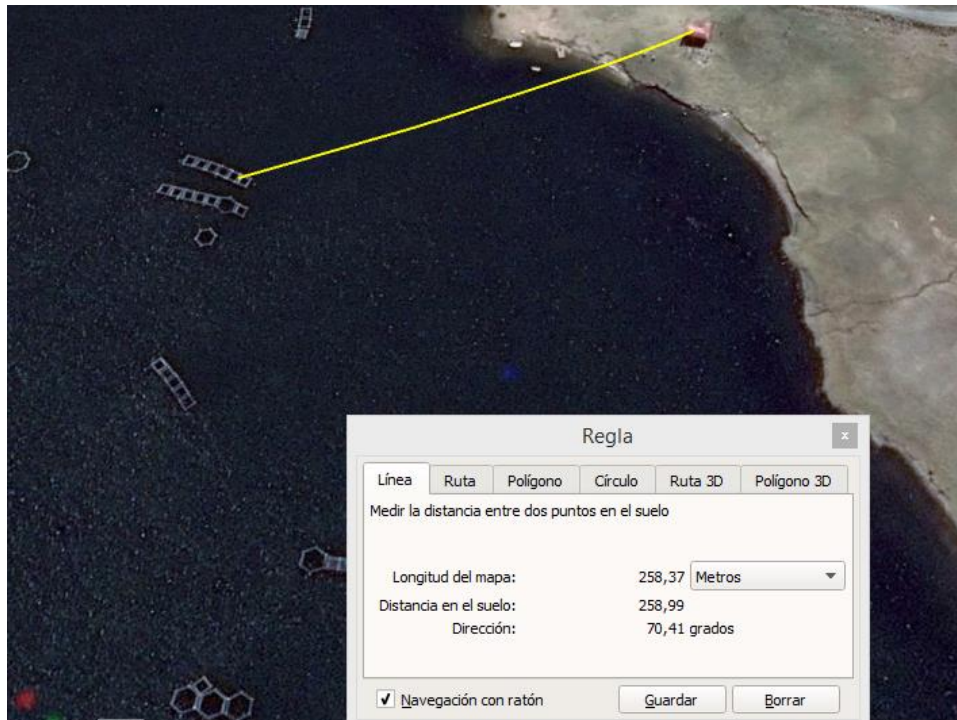 Regla
x
Línea Ruta Polígono Círculo Ruta 3D Polígono 3D
Medir la distancia entre dos puntos en el suelo
Longitud del mapa: 258,37 Metros
Distancia en el suelo: 258,99
Dirección: 70,41 grados
Navegación con ratón Guardar Borrar